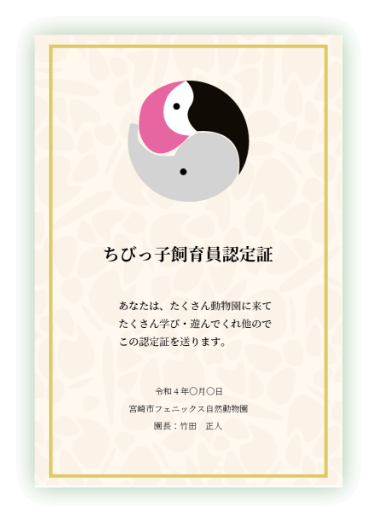 ちびっ子飼育員認定証
あなたは、たくさん動物園に来て
たくさん学び・遊んでくれ他ので
この認定証を送ります。
令和４年〇月〇日
宮崎市フェニックス自然動物園
園長：竹田　正人